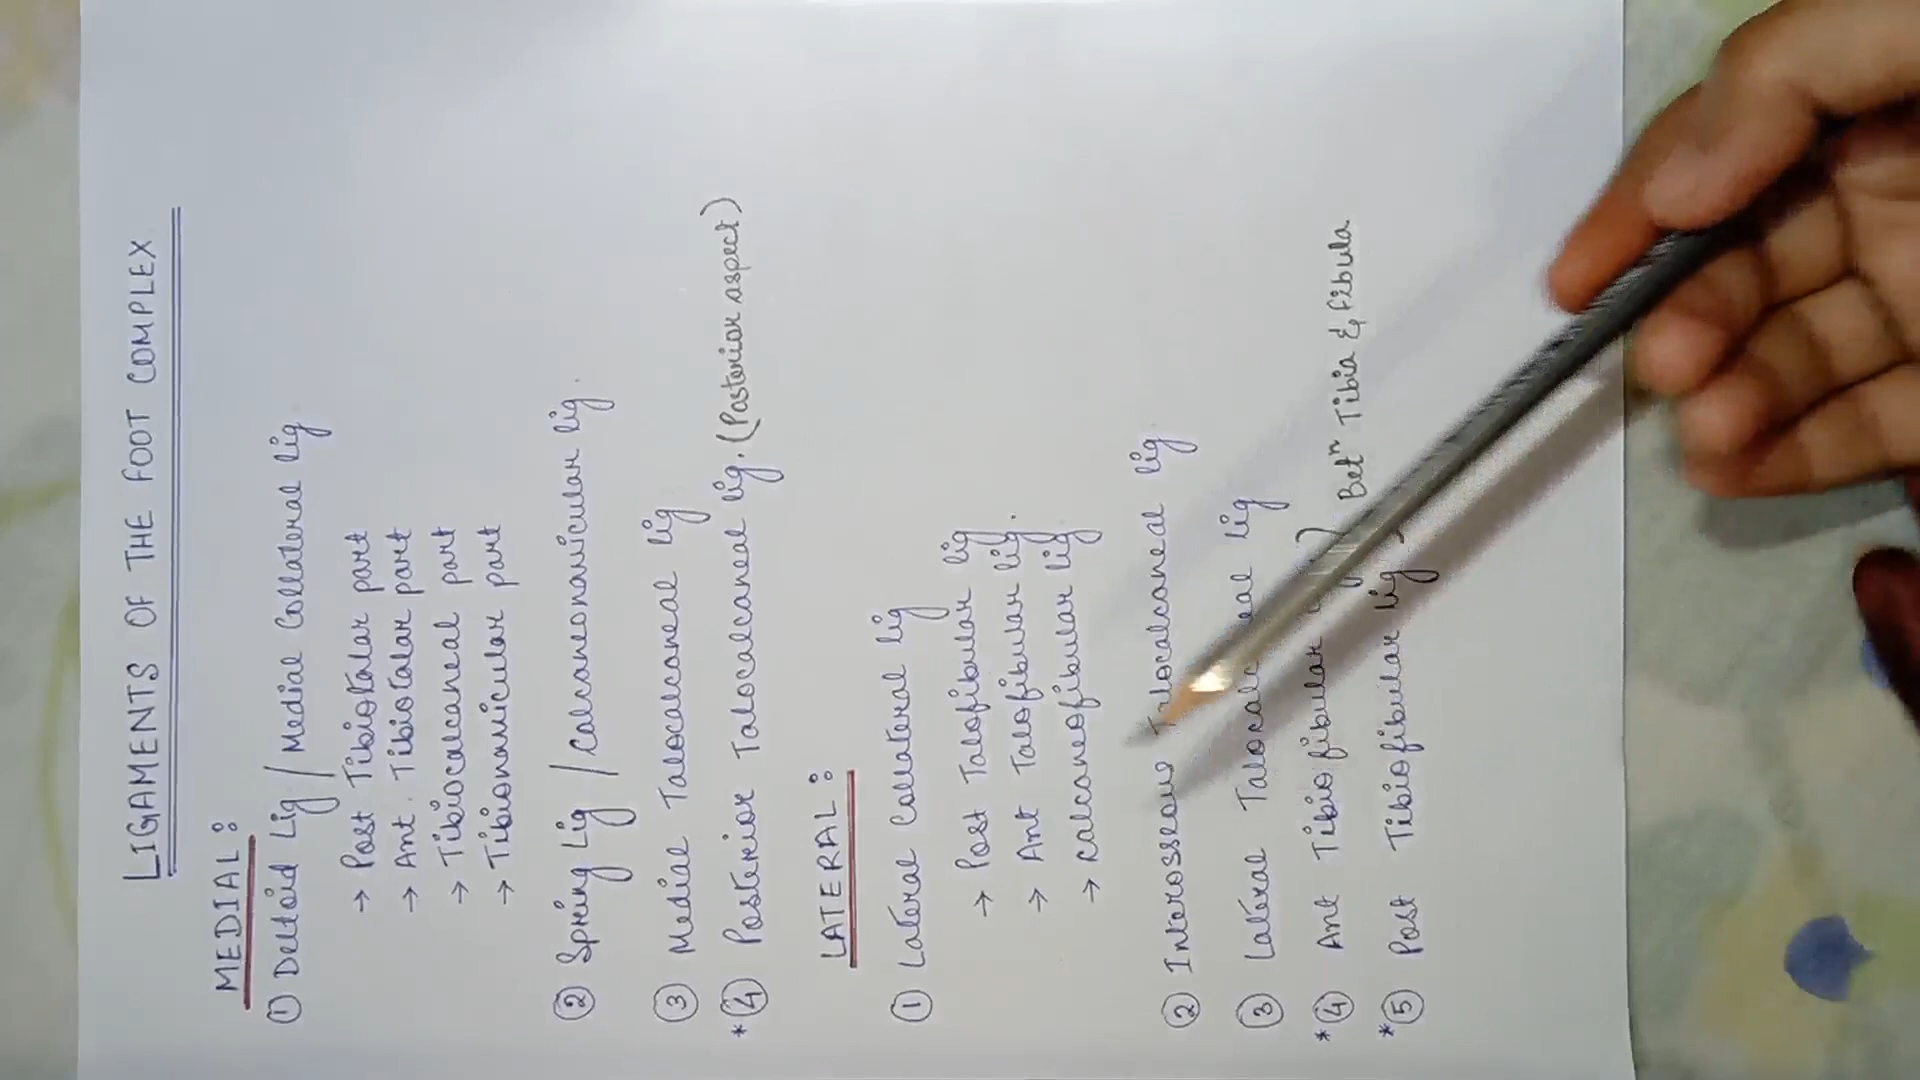 LIGAMENTS OF THE FOOT COMPLEX
MEDIAL:
① Deltoid Lig / Medial Collateral Lig
→ Post Tibiotalar part
→ Ant. Tibiotalar part
→ Tibiocalcaneal part
→ Tibionavicular part
② Spring Lig / Calcaneonavicular lig.
③ Medial Talocalcaneal lig
*④ Posterior Talocalcaneal lig. (Posterior aspect)
LATERAL:
① Lateral Collateral Lig
→ Post Talofibular lig
→ Ant Talofibular lig.
→ Calcaneofibular lig
② Interosseous Talocalcaneal lig
③ Lateral lig
*④ Ant Tibiofibular } Betⁿ Tibia & fibula
*⑤ Post Tibiofibular lig